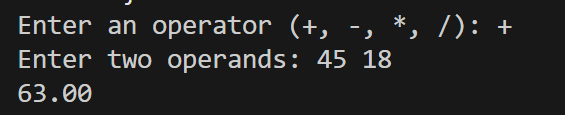 Enter an operator (+, -, *, /): +
Enter two operands: 45 18
63.00